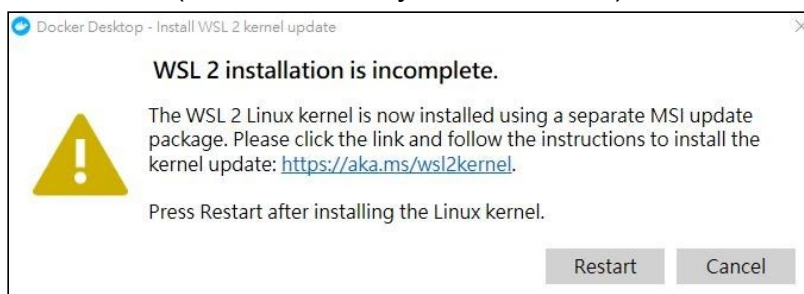 Docker Desktop - Install WSL 2 kernel update
WSL 2 installation is incomplete.
The WSL 2 Linux kernel is now installed using a separate MSI update
package. Please click the link and follow the instructions to install the
kernel update: https://aka.ms/wsl2kernel.
Press Restart after installing the Linux kernel.
Restart Cancel